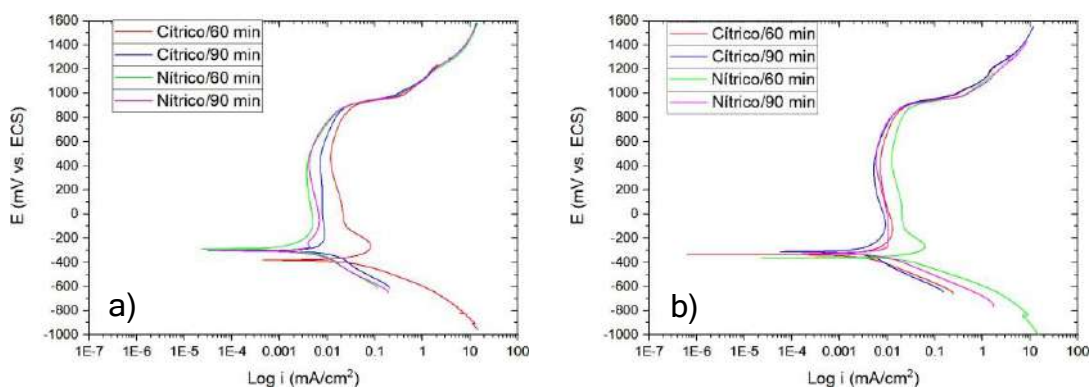 1600
1400
1200
1000
800
600
400
200
0
-200
-400
-600
-800
-1000
E (mV vs. ECS)
Cítrico/60 min
Cítrico/90 min
Nítrico/60 min
Nítrico/90 min
a)
1E-7 1E-6 1E-5 1E-4 0.001 0.01 0.1 1 10 100
Log i (mA/cm²)
1600
1400
1200
1000
800
600
400
200
0
-200
-400
-600
-800
-1000
E (mV vs. ECS)
Cítrico/60 min
Cítrico/90 min
Nítrico/60 min
Nítrico/90 min
b)
1E-7 1E-6 1E-5 1E-4 0.001 0.01 0.1 1 10 100
Log i (mA/cm²)